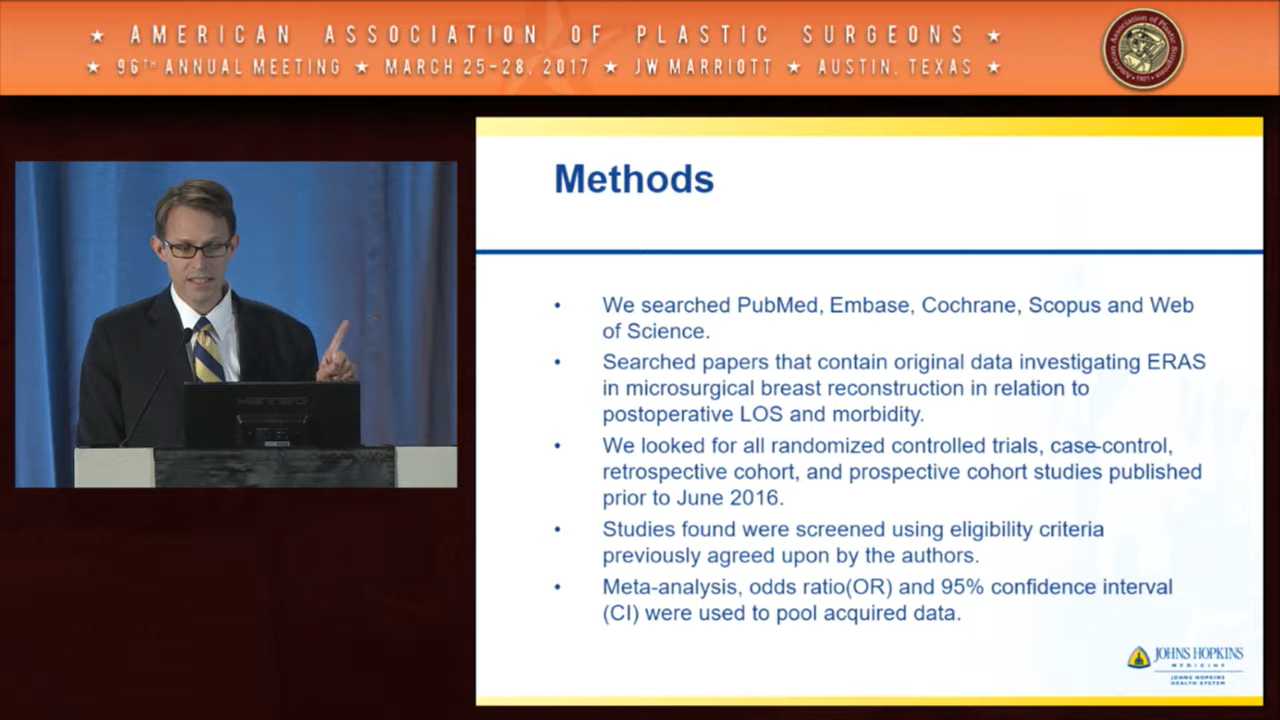 ★ AMERICAN ASSOCIATION OF PLASTIC SURGEONS ★
★ 96TH ANNUAL MEETING ★ MARCH 25-28, 2017 ★ JW MARRIOTT ★ AUSTIN, TEXAS ★
Methods
• We searched PubMed, Embase, Cochrane, Scopus and Web
of Science.
• Searched papers that contain original data investigating ERAS
in microsurgical breast reconstruction in relation to
postoperative LOS and morbidity.
• We looked for all randomized controlled trials, case-control,
retrospective cohort, and prospective cohort studies published
prior to June 2016.
• Studies found were screened using eligibility criteria
previously agreed upon by the authors.
• Meta-analysis, odds ratio(OR) and 95% confidence interval
(CI) were used to pool acquired data.
JOHNS HOPKINS
MEDICINE
JOHNS HOPKINS
HEALTH SYSTEM